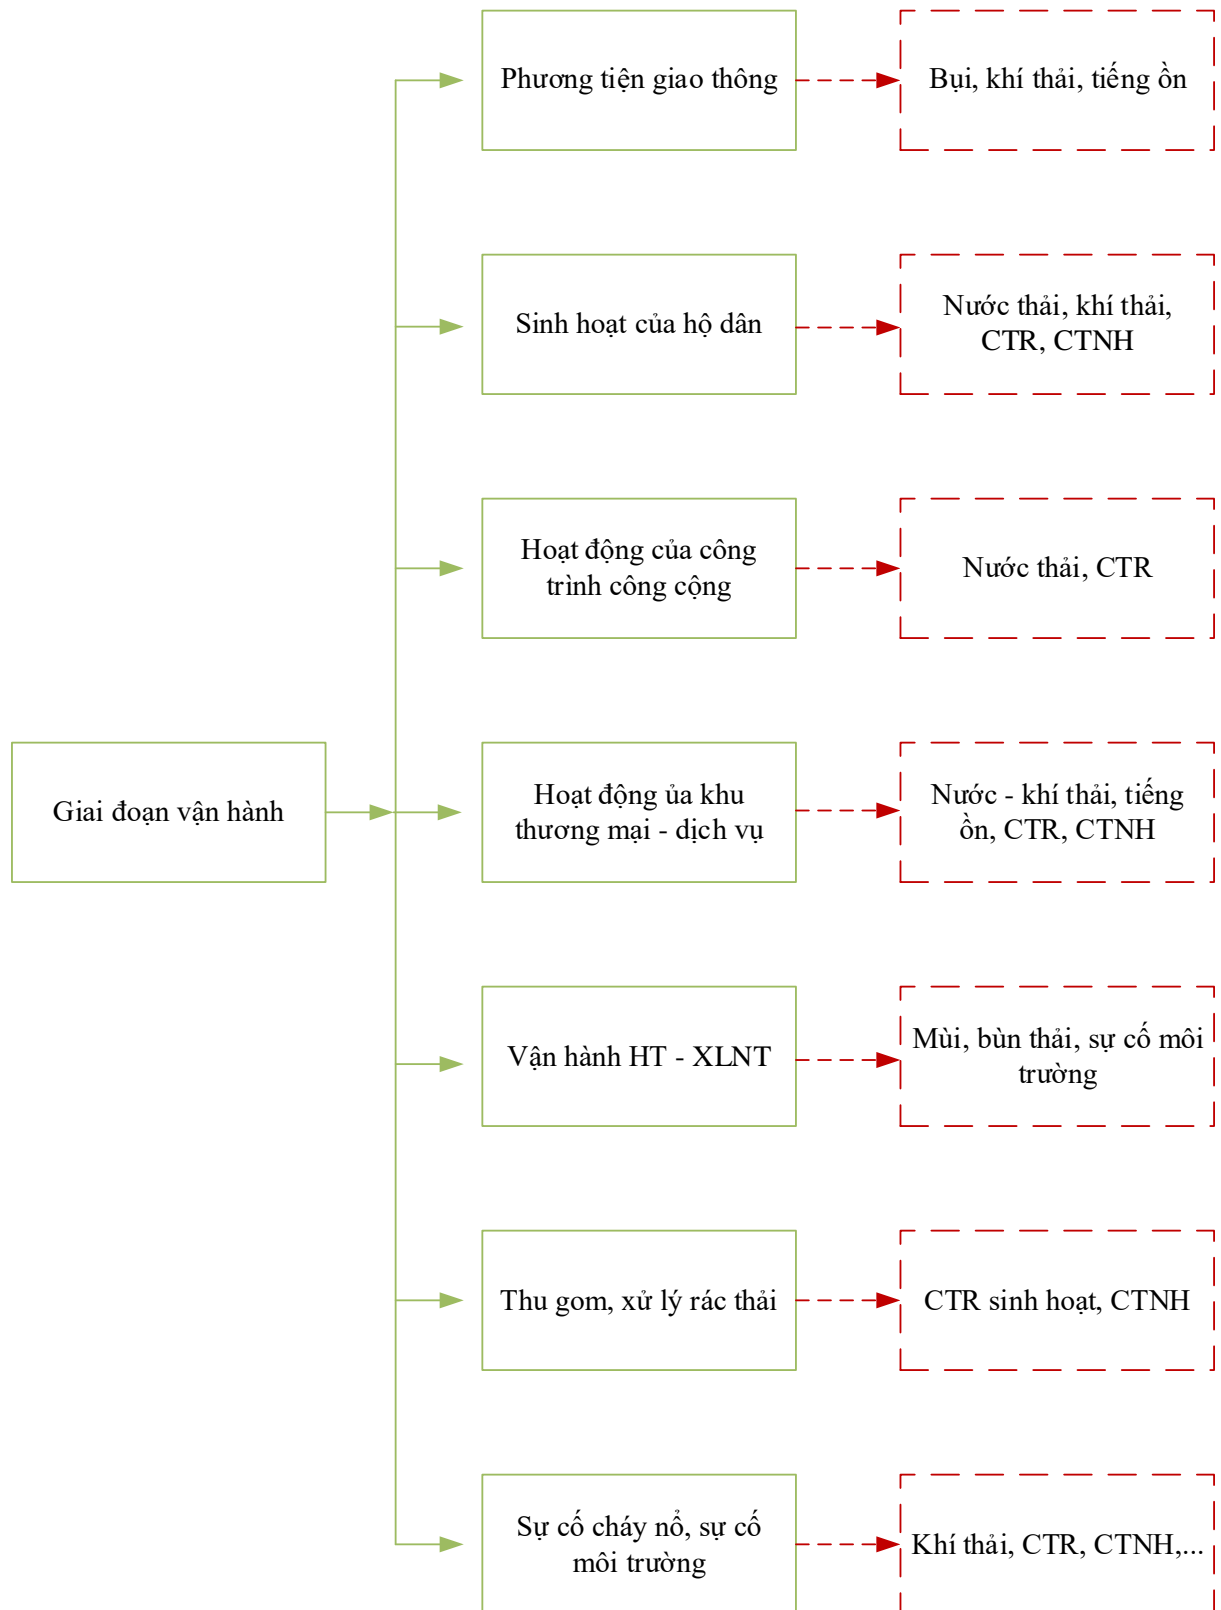 Phương tiện giao thông
Bụi, khí thải, tiếng ồn
Sinh hoạt của hộ dân
Nước thải, khí thải,
CTR, CTNH
Hoạt động của công
trình công cộng
Nước thải, CTR
Giai đoạn vận hành
Hoạt động ủa khu
thương mại - dịch vụ
Nước - khí thải, tiếng
ồn, CTR, CTNH
Vận hành HT - XLNT
Mùi, bùn thải, sự cố môi
trường
Thu gom, xử lý rác thải
CTR sinh hoạt, CTNH
Sự cố cháy nổ, sự cố
môi trường
Khí thải, CTR, CTNH,...